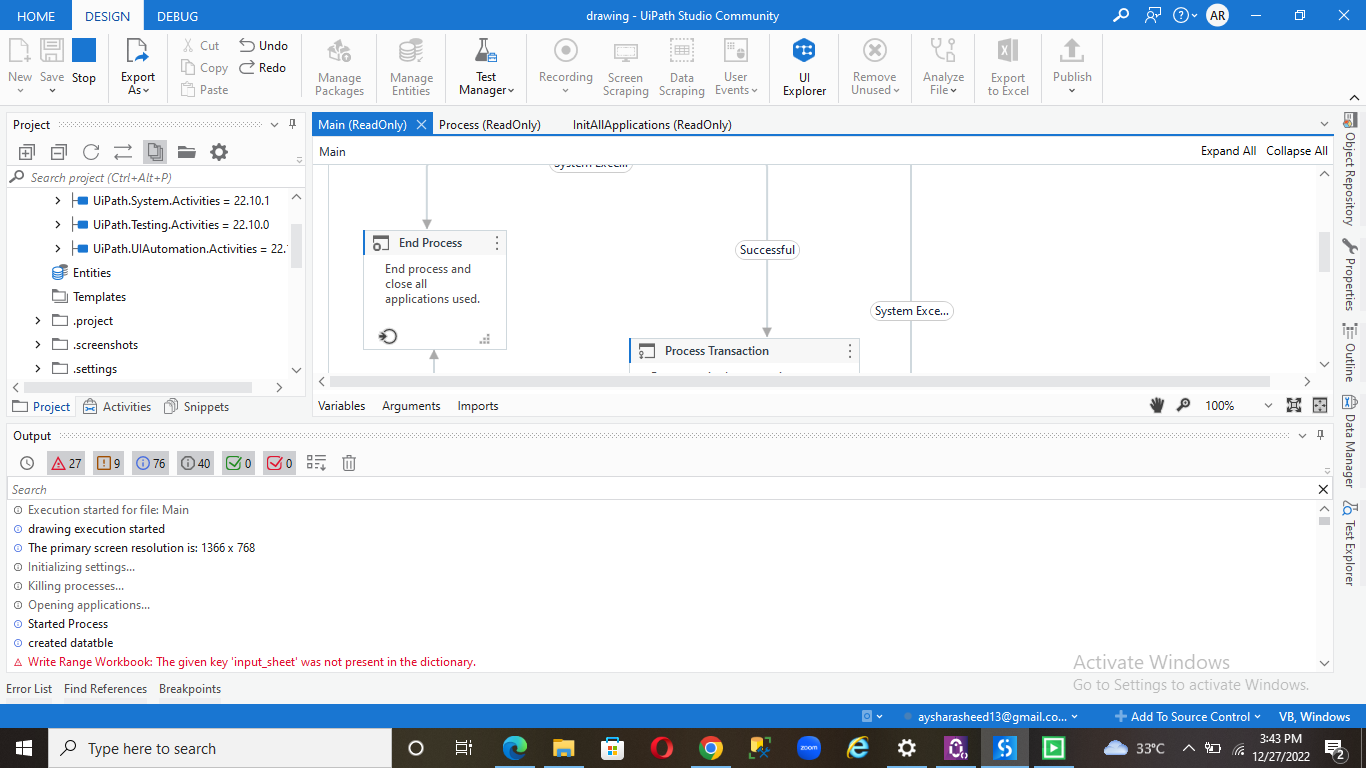 HOME DESIGN DEBUG drawing - UiPath Studio Community AR
New Save Stop Export As Cut Copy Paste Undo Redo Manage Packages Manage Entities Test Manager Recording Screen Scraping Data Scraping User Events UI Explorer Remove Unused Analyze File Export to Excel Publish
Project
Search project (Ctrl+Alt+P)
UiPath.System.Activities = 22.10.1
UiPath.Testing.Activities = 22.10.0
UiPath.UIAutomation.Activities = 22.
Entities
Templates
.project
.screenshots
.settings
Project Activities Snippets
Main (ReadOnly) Process (ReadOnly) InitAllApplications (ReadOnly)
Main Expand All Collapse All
End Process
End process and
close all
applications used.
Successful
System Exce...
Process Transaction
Variables Arguments Imports 100%
Object Repository
Properties
Outline
Data Manager
Test Explorer
Output
27 9 76 40 0 0
Search
Execution started for file: Main
drawing execution started
The primary screen resolution is: 1366 x 768
Initializing settings...
Killing processes...
Opening applications...
Started Process
created datatble
Write Range Workbook: The given key 'input_sheet' was not present in the dictionary.
Activate Windows
Go to Settings to activate Windows.
Error List Find References Breakpoints
aysharasheed13@gmail.co... Add To Source Control VB, Windows
Type here to search zoom 33°C 3:43 PM
12/27/2022 2